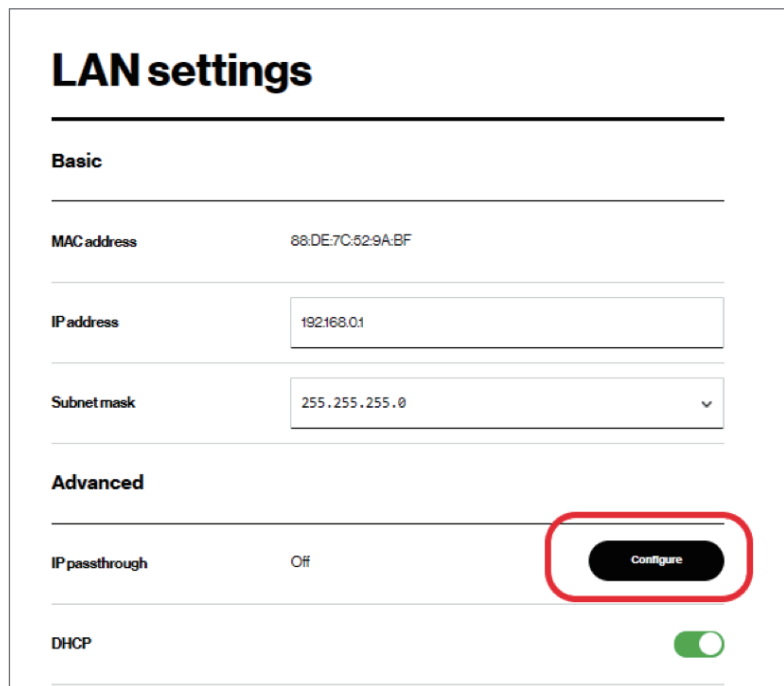 LAN settings
Basic
MAC address 88:DE:7C:52:9A:BF
IP address 192.168.0.1
Subnet mask 255.255.255.0
Advanced
IP passthrough Off Configure
DHCP